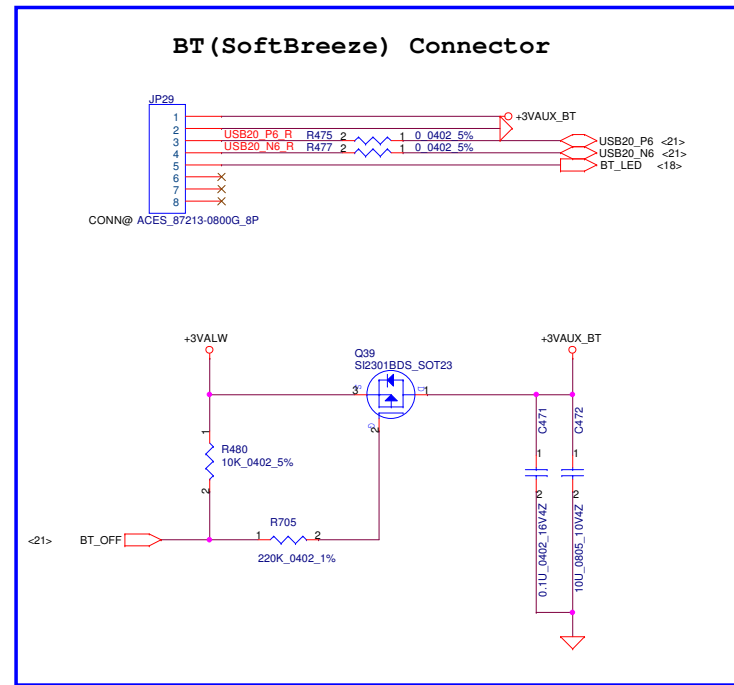 BT(SoftBreeze) Connector
JP29
1
+3VAUX_BT
2
3 USB20_P6_R R475 2 1 0_0402_5% USB20_P6 <21>
4 USB20_N6_R R477 2 1 0_0402_5% USB20_N6 <21>
5 BT_LED <18>
6
7
8
CONN@ ACES_87213-0800G_8P
+3VALW
+3VAUX_BT
Q39
SI2301BDS_SOT23
3 S D 1
G
2
1
R480
10K_0402_5%
2
C471
C472
1 1
2 2
0.1U_0402_16V4Z
10U_0805_10V4Z
<21> BT_OFF
R705
1 2
220K_0402_1%